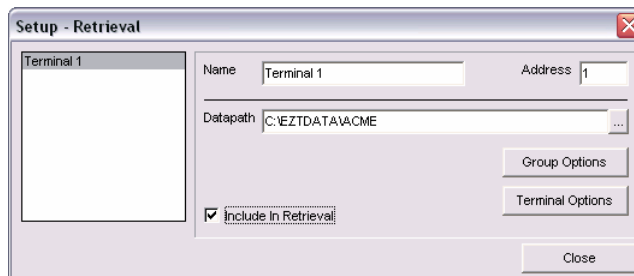 Setup - Retrieval
Terminal 1
Name Terminal 1 Address 1
Datapath C:\EZTDATA\ACME ...
Group Options
Terminal Options
Include In Retrieval
Close